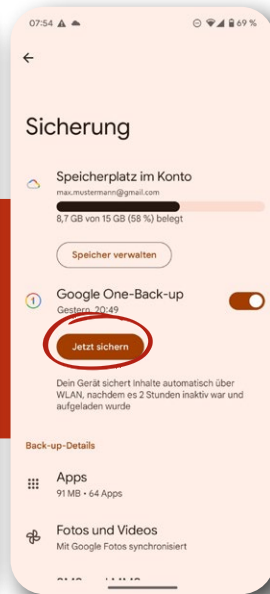 07:54
69 %
Sicherung
Speicherplatz im Konto
max.mustermann@gmail.com
8,7 GB von 15 GB (58 %) belegt
Speicher verwalten
1
Google One-Back-up
Gestern, 20:49
Jetzt sichern
Dein Gerät sichert Inhalte automatisch über
WLAN, nachdem es 2 Stunden inaktiv war und
aufgeladen wurde
Back-up-Details
Apps
91 MB • 64 Apps
Fotos und Videos
Mit Google Fotos synchronisiert